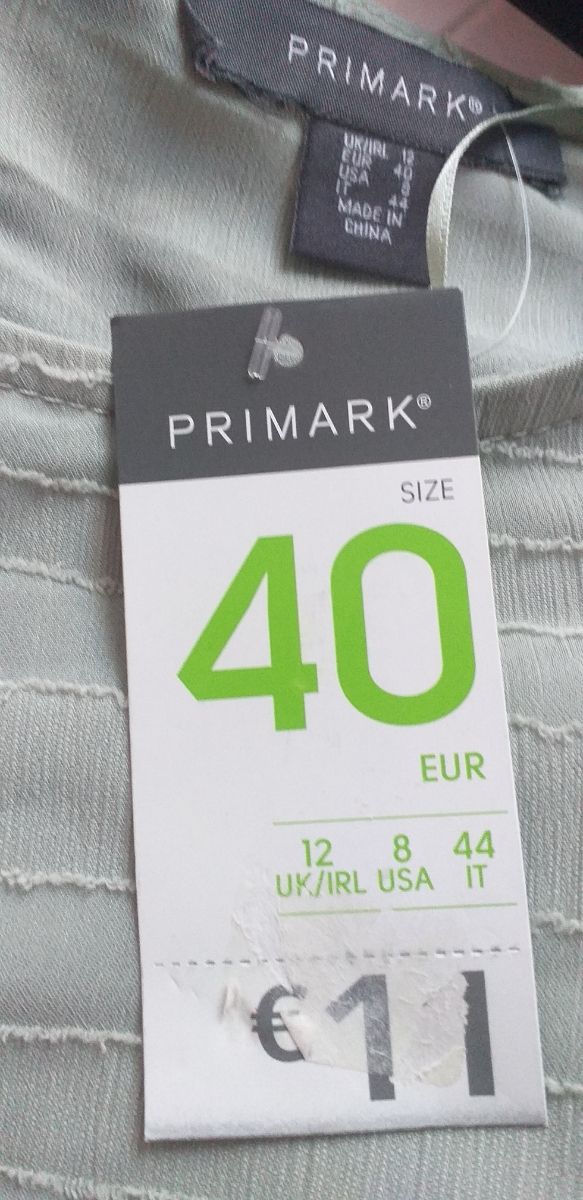 PRIMARK®
UK/IRL 12
EUR 40
USA 8
IT 44
MADE IN
CHINA
PRIMARK®
SIZE
40
EUR
12 8 44
UK/IRL USA IT
€11